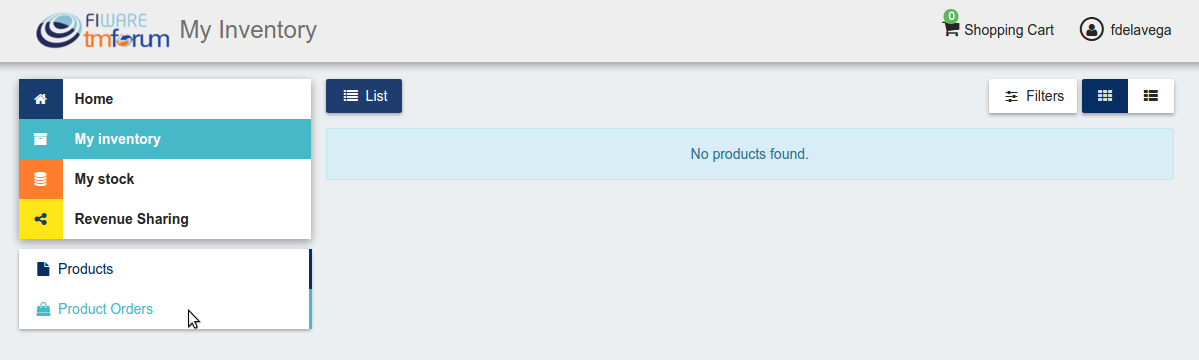 FIWARE
tmforum
My Inventory
0
Shopping Cart
fdelavega
Home
My inventory
My stock
Revenue Sharing
Products
Product Orders
List
Filters
No products found.